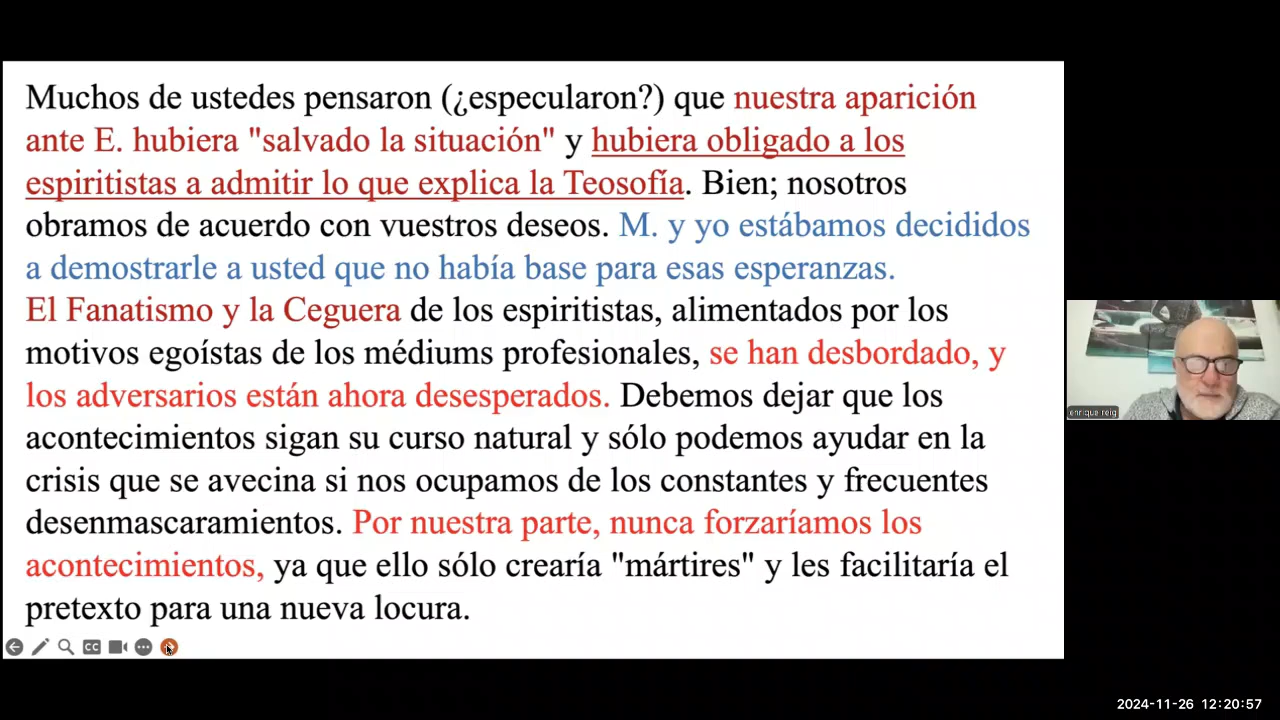 Muchos de ustedes pensaron (¿especularon?) que nuestra aparición
ante E. hubiera "salvado la situación" y hubiera obligado a los
espiritistas a admitir lo que explica la Teosofía. Bien; nosotros
obramos de acuerdo con vuestros deseos. M. y yo estábamos decididos
a demostrarle a usted que no había base para esas esperanzas.
El Fanatismo y la Ceguera de los espiritistas, alimentados por los
motivos egoístas de los médiums profesionales, se han desbordado, y
los adversarios están ahora desesperados. Debemos dejar que los
acontecimientos sigan su curso natural y sólo podemos ayudar en la
crisis que se avecina si nos ocupamos de los constantes y frecuentes
desenmascaramientos. Por nuestra parte, nunca forzaríamos los
acontecimientos, ya que ello sólo crearía "mártires" y les facilitaría el
pretexto para una nueva locura.
CC
enrique reig
2024-11-26 12:20:57